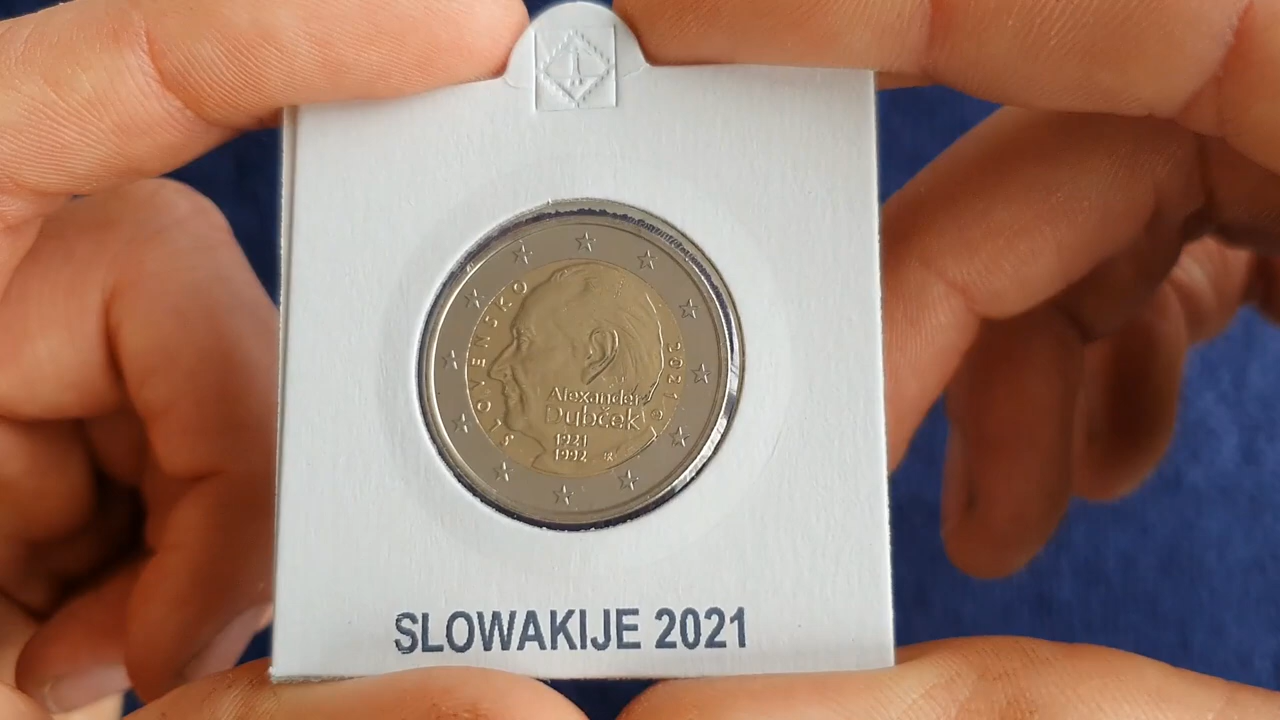 SLOVENSKO
2021
Alexander
Dubček
1921
1992
SLOWAKIJE 2021